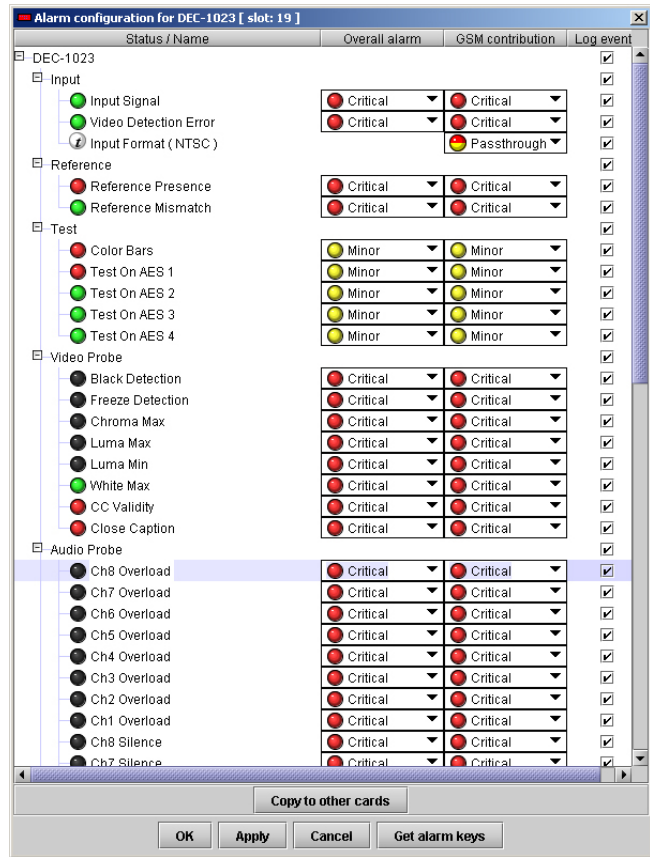 Alarm configuration for DEC-1023 [ slot: 19 ]
Status / Name Overall alarm GSM contribution Log event
DEC-1023
Input
Input Signal Critical Critical
Video Detection Error Critical Critical
t Input Format ( NTSC ) Passthrough
Reference
Reference Presence Critical Critical
Reference Mismatch Critical Critical
Test
Color Bars Minor Minor
Test On AES 1 Minor Minor
Test On AES 2 Minor Minor
Test On AES 3 Minor Minor
Test On AES 4 Minor Minor
Video Probe
Black Detection Critical Critical
Freeze Detection Critical Critical
Chroma Max Critical Critical
Luma Max Critical Critical
Luma Min Critical Critical
White Max Critical Critical
CC Validity Critical Critical
Close Caption Critical Critical
Audio Probe
Ch8 Overload Critical Critical
Ch7 Overload Critical Critical
Ch6 Overload Critical Critical
Ch5 Overload Critical Critical
Ch4 Overload Critical Critical
Ch3 Overload Critical Critical
Ch2 Overload Critical Critical
Ch1 Overload Critical Critical
Ch8 Silence Critical Critical
Ch7 Silence Critical Critical
Copy to other cards
OK Apply Cancel Get alarm keys